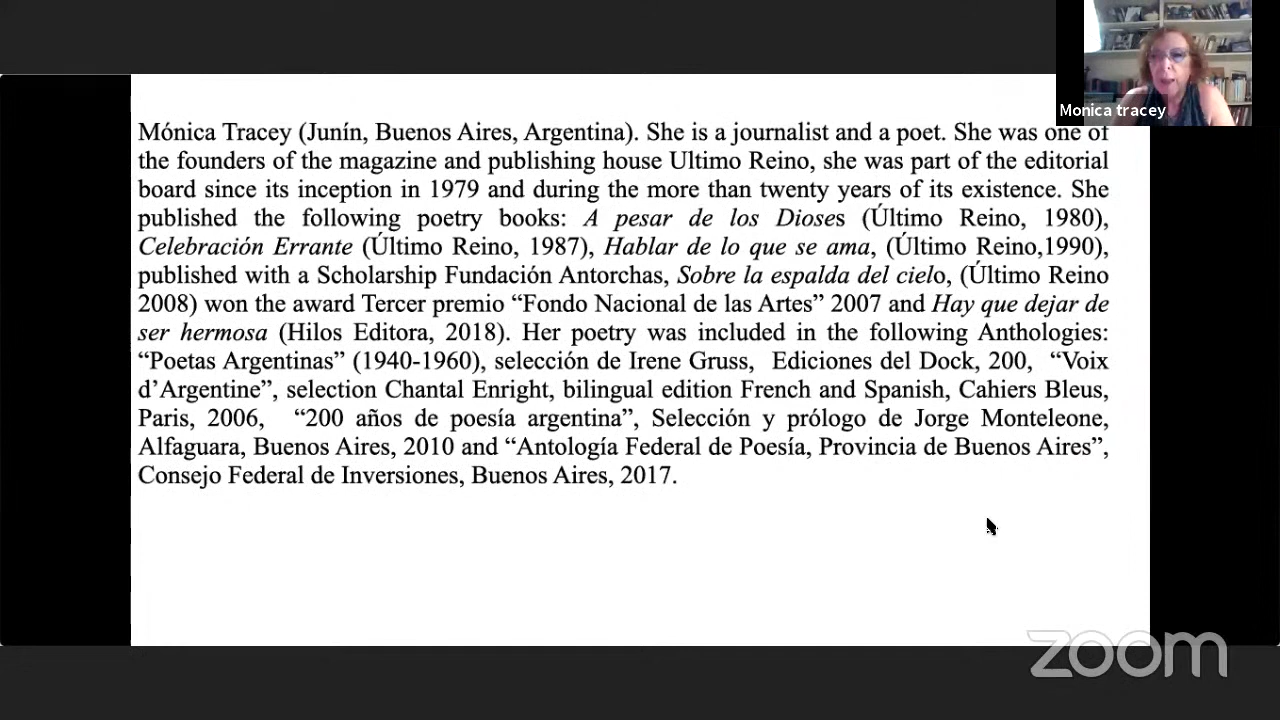 Monica tracey
Mónica Tracey (Junín, Buenos Aires, Argentina). She is a journalist and a poet. She was one of
the founders of the magazine and publishing house Ultimo Reino, she was part of the editorial
board since its inception in 1979 and during the more than twenty years of its existence. She
published the following poetry books: A pesar de los Dioses (Último Reino, 1980),
Celebración Errante (Último Reino, 1987), Hablar de lo que se ama, (Último Reino,1990),
published with a Scholarship Fundación Antorchas, Sobre la espalda del cielo, (Último Reino
2008) won the award Tercer premio “Fondo Nacional de las Artes” 2007 and Hay que dejar de
ser hermosa (Hilos Editora, 2018). Her poetry was included in the following Anthologies:
“Poetas Argentinas” (1940-1960), selección de Irene Gruss, Ediciones del Dock, 200, “Voix
d’Argentine”, selection Chantal Enright, bilingual edition French and Spanish, Cahiers Bleus,
Paris, 2006, “200 años de poesía argentina”, Selección y prólogo de Jorge Monteleone,
Alfaguara, Buenos Aires, 2010 and “Antología Federal de Poesía, Provincia de Buenos Aires”,
Consejo Federal de Inversiones, Buenos Aires, 2017.
zoom